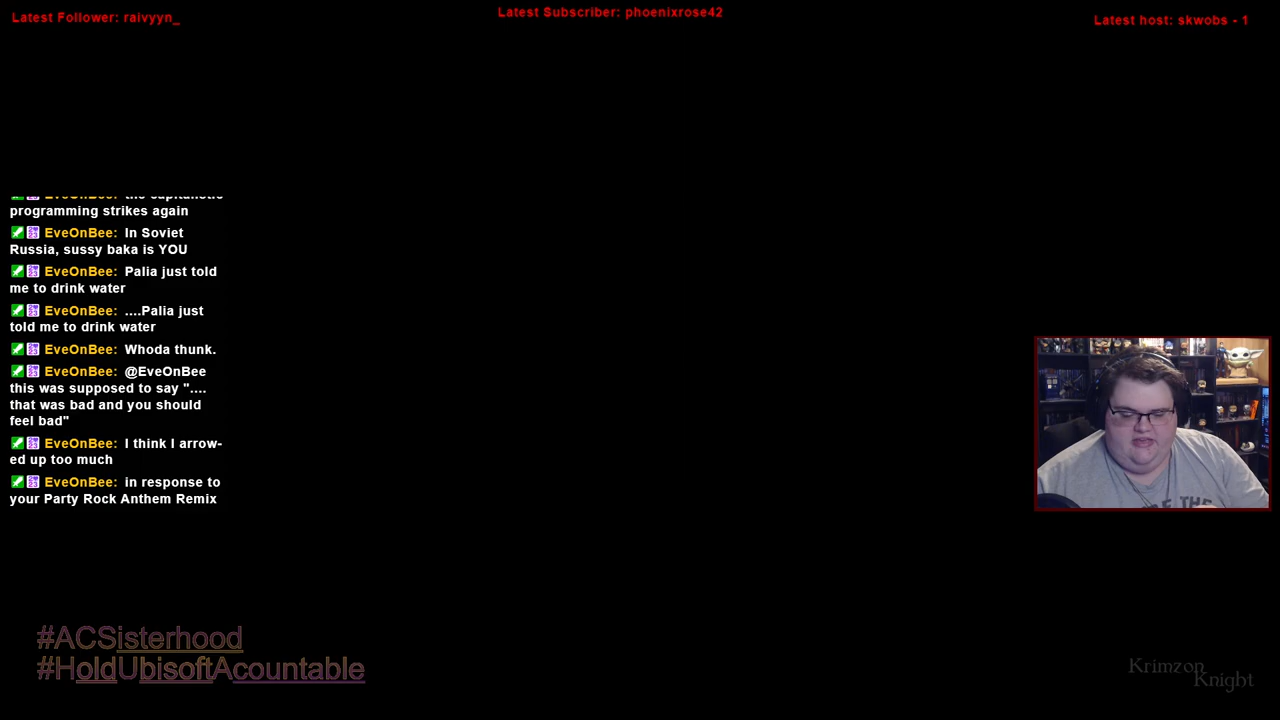 Latest Follower: raivyyn_
Latest Subscriber: phoenixrose42
Latest host: skwobs - 1
EveOnBee: the capitalistic
programming strikes again
EveOnBee: In Soviet
Russia, sussy baka is YOU
EveOnBee: Palia just told
me to drink water
EveOnBee: ....Palia just
told me to drink water
EveOnBee: Whoda thunk.
EveOnBee: @EveOnBee
this was supposed to say "....
that was bad and you should
feel bad"
EveOnBee: I think I arrow-
ed up too much
EveOnBee: in response to
your Party Rock Anthem Remix
#ACSisterhood
#HoldUbisoftAcountable
Krimzon
Knight